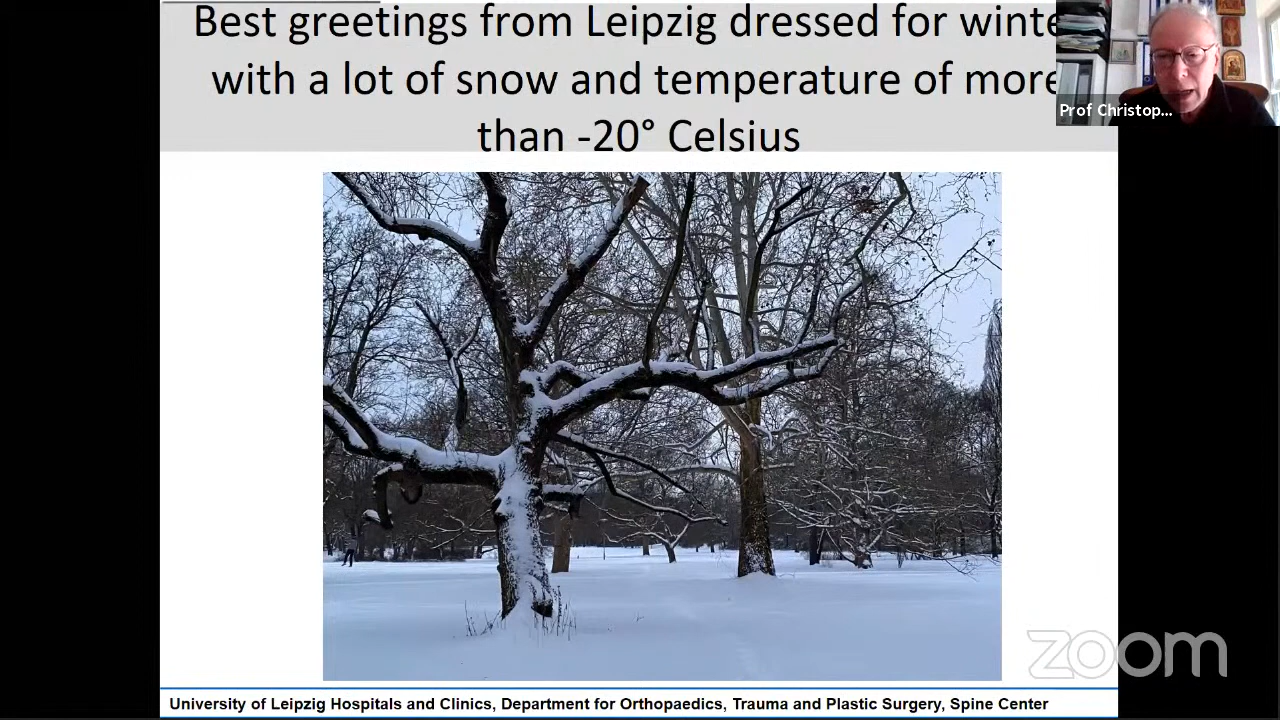 Best greetings from Leipzig dressed for winte
with a lot of snow and temperature of more
than -20° Celsius
Prof Christop...
zoom
University of Leipzig Hospitals and Clinics, Department for Orthopaedics, Trauma and Plastic Surgery, Spine Center